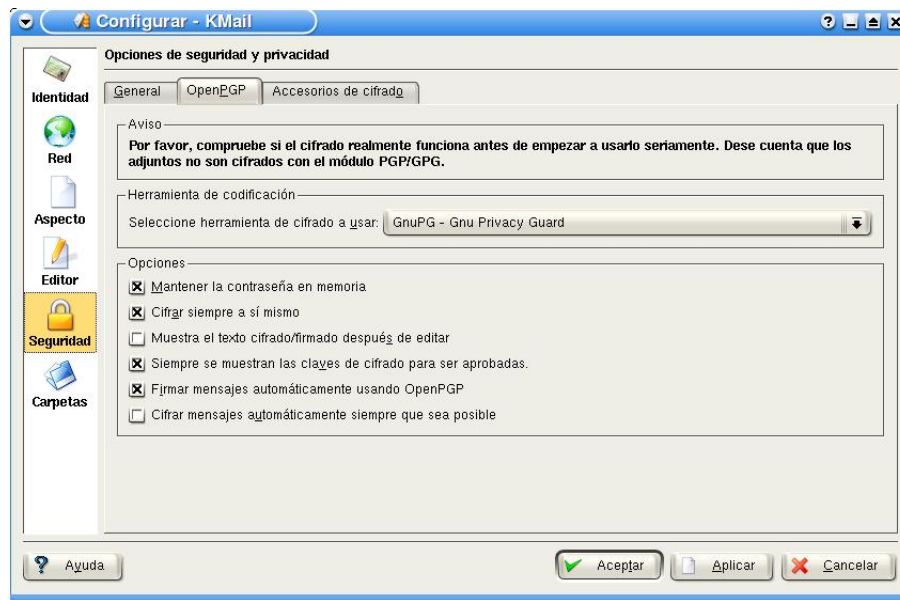 Configurar - KMail
Opciones de seguridad y privacidad
Identidad
Red
Aspecto
Editor
Seguridad
Carpetas
General
OpenPGP
Accesorios de cifrado
Aviso
Por favor, compruebe si el cifrado realmente funciona antes de empezar a usarlo seriamente. Dese cuenta que los
adjuntos no son cifrados con el módulo PGP/GPG.
Herramienta de codificación
Seleccione herramienta de cifrado a usar: GnuPG - Gnu Privacy Guard
Opciones
Mantener la contraseña en memoria
Cifrar siempre a sí mismo
Muestra el texto cifrado/firmado después de editar
Siempre se muestran las claves de cifrado para ser aprobadas.
Firmar mensajes automáticamente usando OpenPGP
Cifrar mensajes automáticamente siempre que sea posible
Ayuda
Aceptar
Aplicar
Cancelar